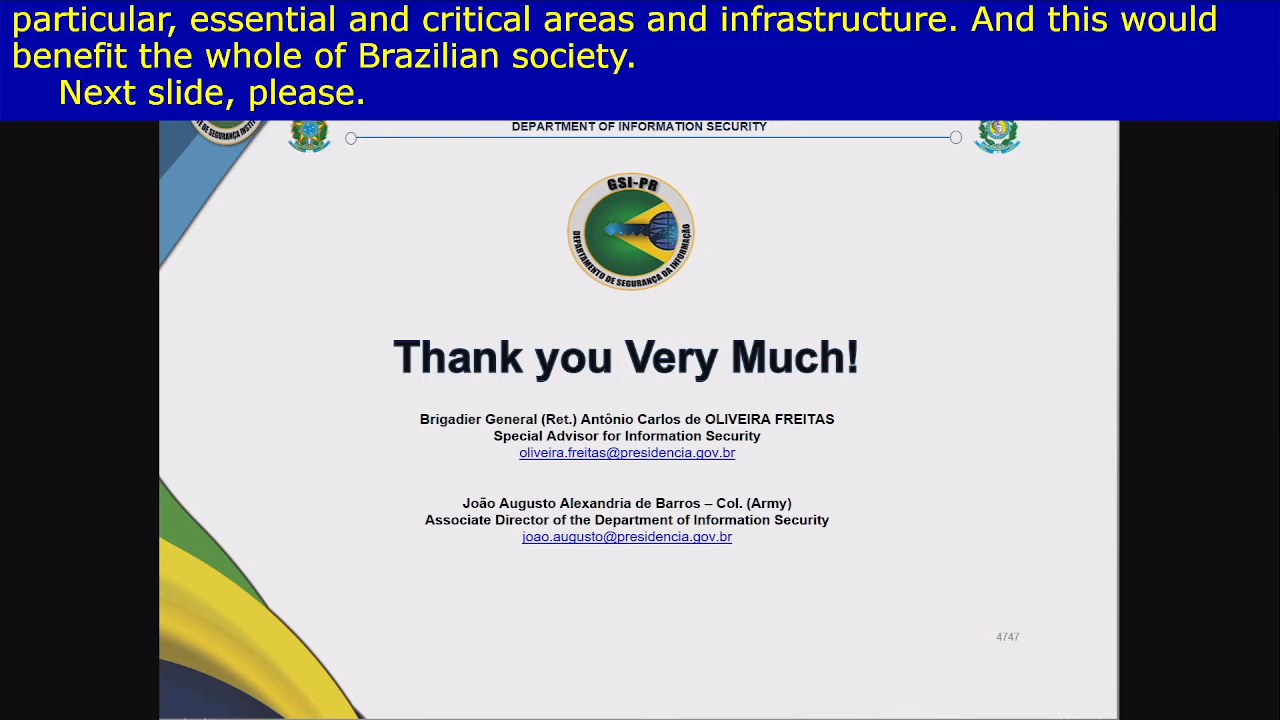 particular, essential and critical areas and infrastructure. And this would
benefit the whole of Brazilian society.
Next slide, please.
DEPARTMENT OF INFORMATION SECURITY
GSI-PR
DEPARTAMENTO DE SEGURANÇA DA INFORMAÇÃO
Thank you Very Much!
Brigadier General (Ret.) Antônio Carlos de OLIVEIRA FREITAS
Special Advisor for Information Security
oliveira.freitas@presidencia.gov.br
João Augusto Alexandria de Barros – Col. (Army)
Associate Director of the Department of Information Security
joao.augusto@presidencia.gov.br
4/47